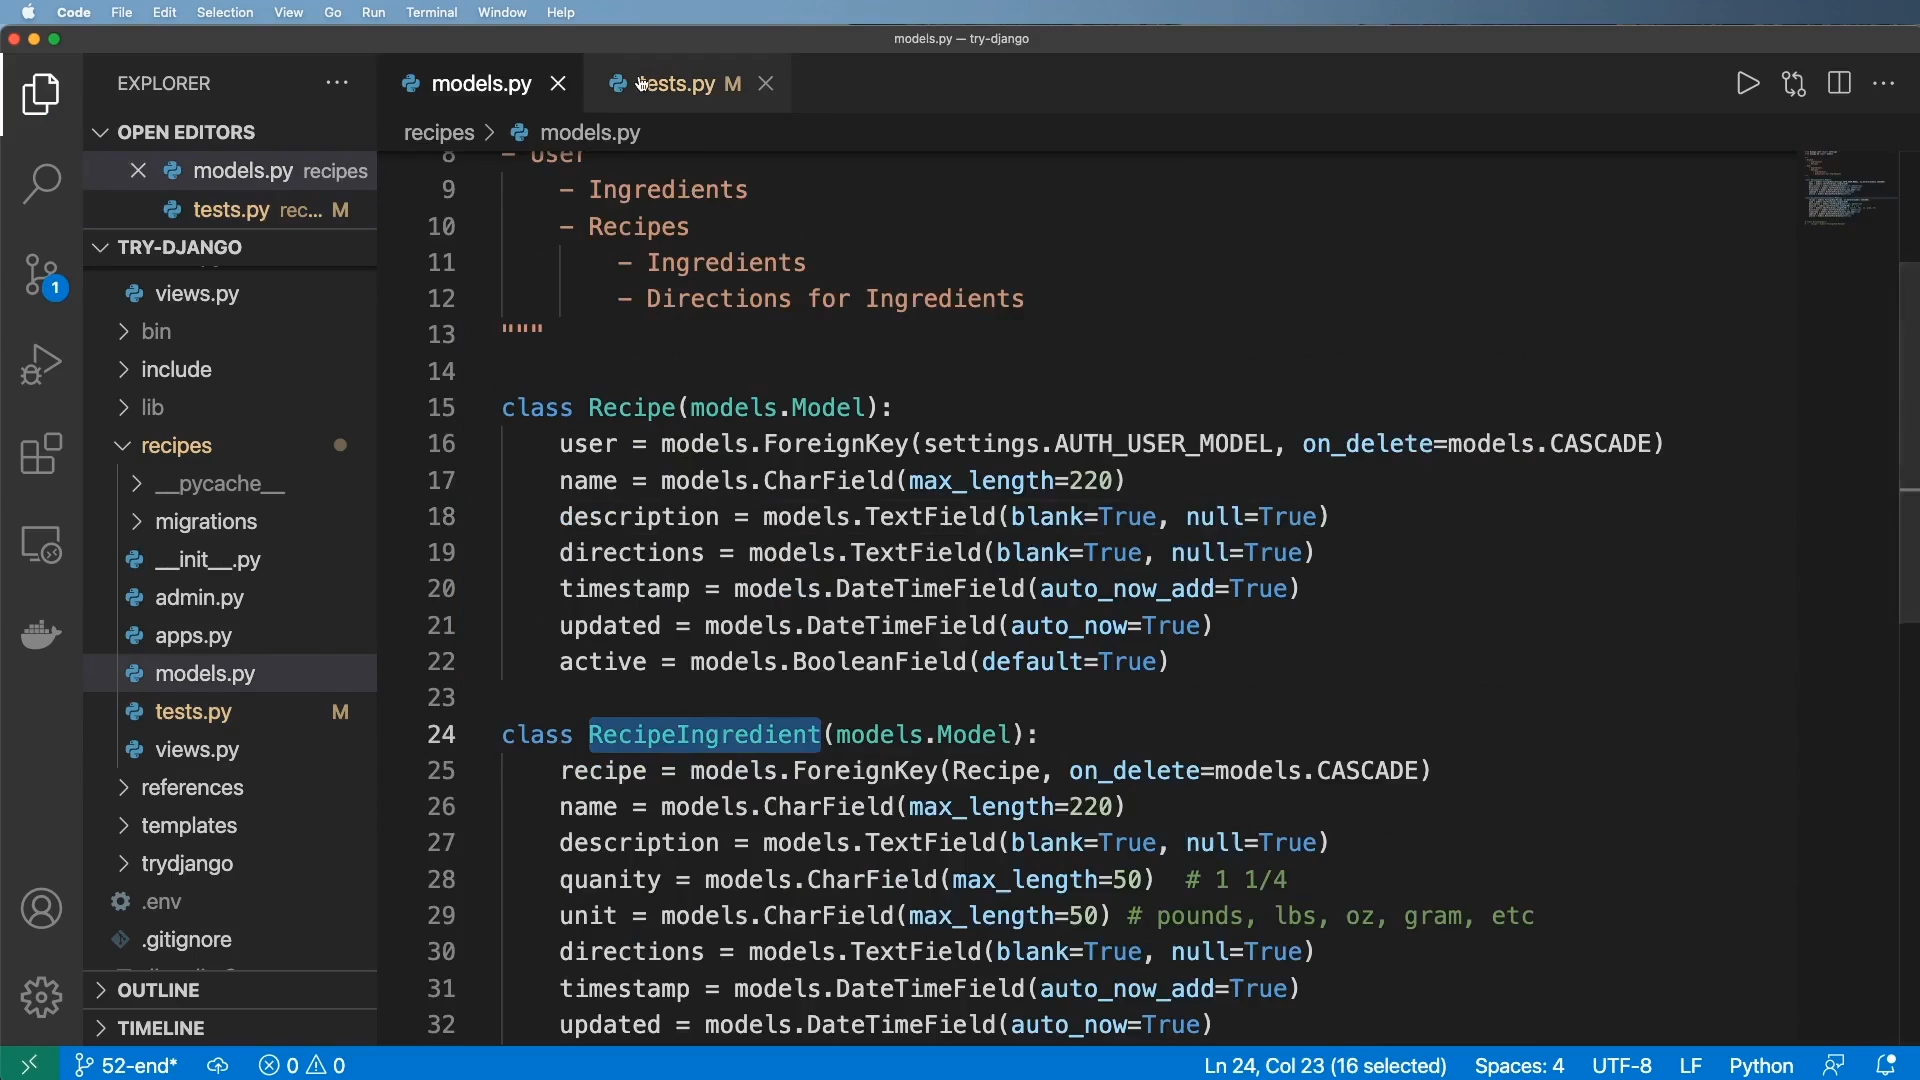 Code File Edit Selection View Go Run Terminal Window Help
models.py — try-django
EXPLORER
OPEN EDITORS
models.py recipes
tests.py rec... M
TRY-DJANGO
views.py
bin
include
lib
recipes
__pycache__
migrations
__init__.py
admin.py
apps.py
models.py
tests.py M
views.py
references
templates
trydjango
.env
.gitignore
OUTLINE
TIMELINE
models.py
tests.py M
recipes > models.py
8 - User
9 - Ingredients
10 - Recipes
11 - Ingredients
12 - Directions for Ingredients
13 """
14
15 class Recipe(models.Model):
16 user = models.ForeignKey(settings.AUTH_USER_MODEL, on_delete=models.CASCADE)
17 name = models.CharField(max_length=220)
18 description = models.TextField(blank=True, null=True)
19 directions = models.TextField(blank=True, null=True)
20 timestamp = models.DateTimeField(auto_now_add=True)
21 updated = models.DateTimeField(auto_now=True)
22 active = models.BooleanField(default=True)
23
24 class RecipeIngredient(models.Model):
25 recipe = models.ForeignKey(Recipe, on_delete=models.CASCADE)
26 name = models.CharField(max_length=220)
27 description = models.TextField(blank=True, null=True)
28 quanity = models.CharField(max_length=50) # 1 1/4
29 unit = models.CharField(max_length=50) # pounds, lbs, oz, gram, etc
30 directions = models.TextField(blank=True, null=True)
31 timestamp = models.DateTimeField(auto_now_add=True)
32 updated = models.DateTimeField(auto_now=True)
1
52-end* 0 0 Ln 24, Col 23 (16 selected) Spaces: 4 UTF-8 LF Python